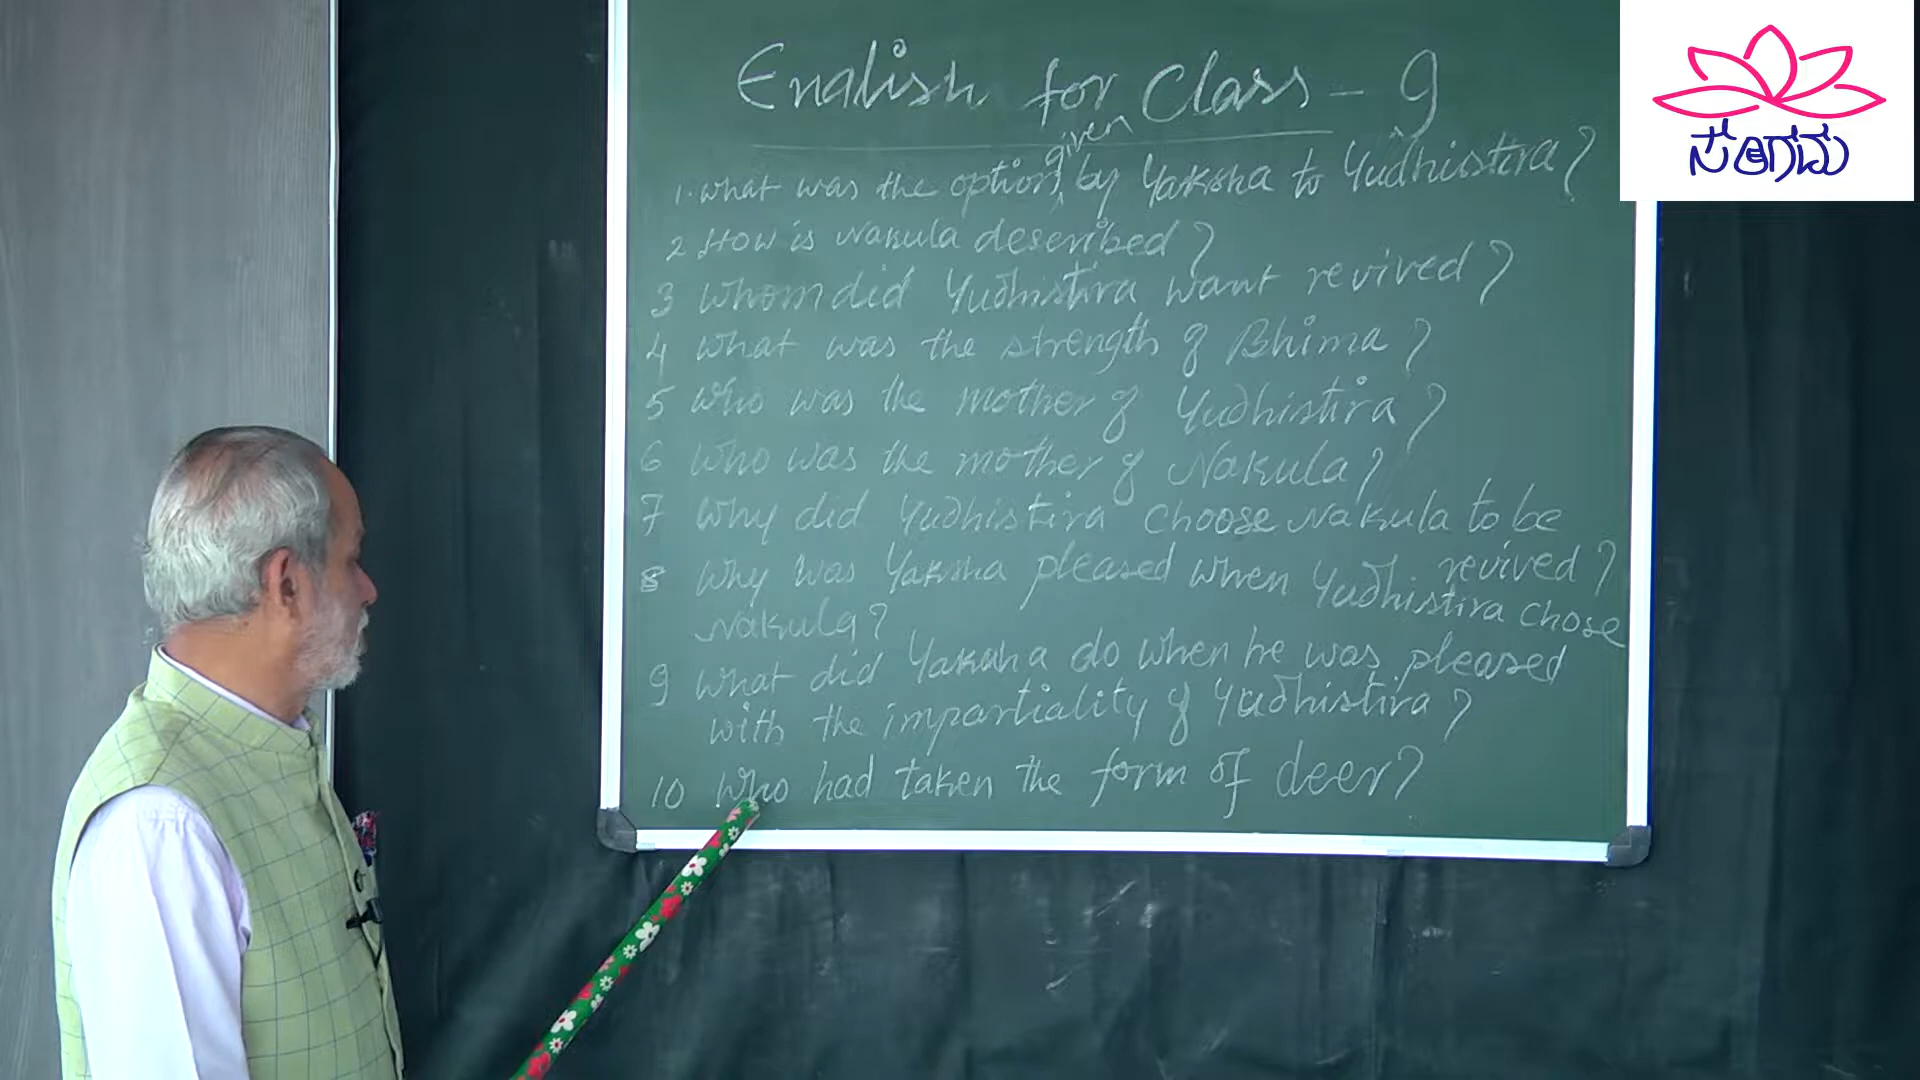 English for Class - 9
given
1. What was the option by Yaksha to Yudhistira?
2 How is Nakula described?
3 Whom did Yudhistira want revived?
4 What was the strength of Bhima?
5 Who was the mother of Yudhistira?
6 Who was the mother of Nakula?
7 Why did Yudhistira choose Nakula to be
revived?
8 Why was Yaksha pleased when Yudhistira chose
Nakula?
9 What did Yaksha do when he was pleased
with the impartiality of Yudhistira?
10 Who had taken the form of deer?